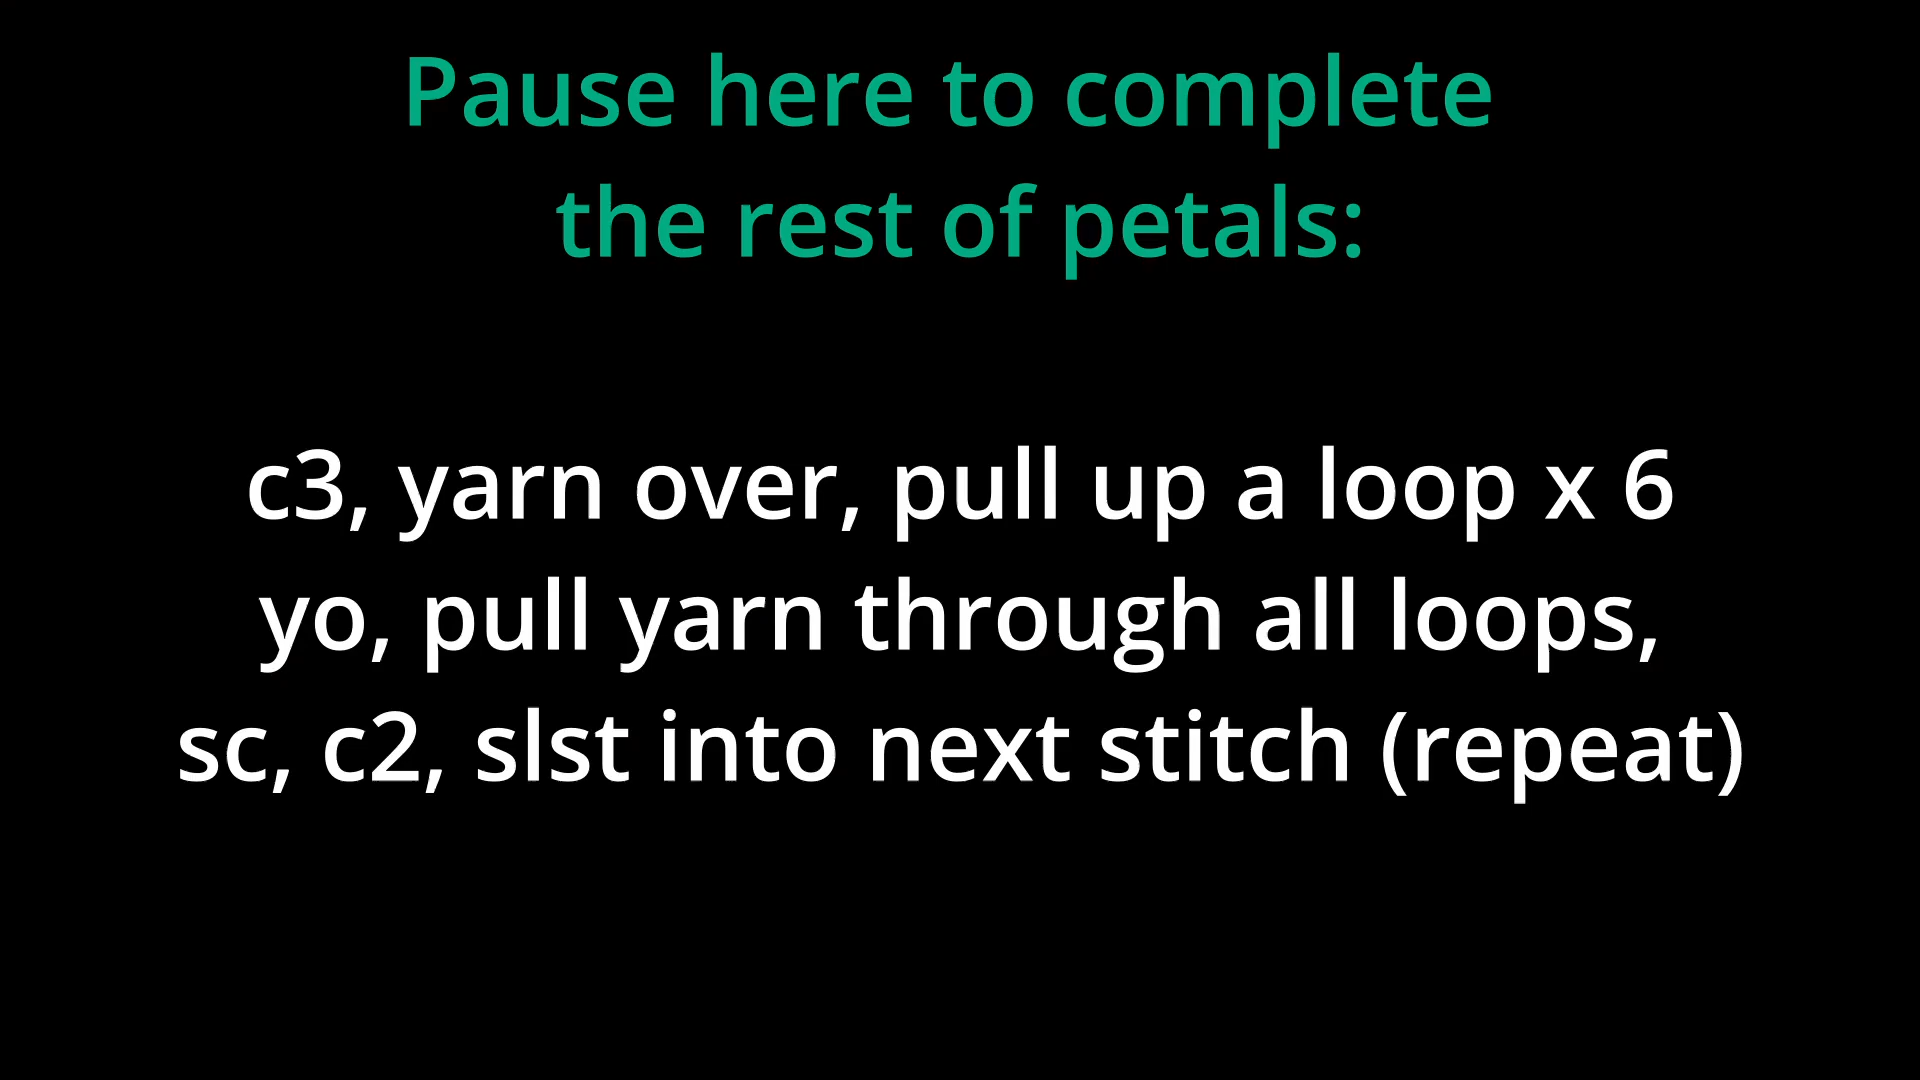 Pause here to complete
the rest of petals:
c3, yarn over, pull up a loop x 6
yo, pull yarn through all loops,
sc, c2, slst into next stitch (repeat)